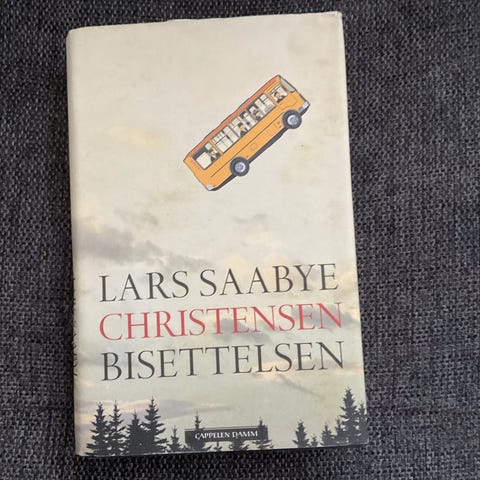 LARS SAABYE
CHRISTENSEN
BISETTELSEN
CAPPELEN DAMM